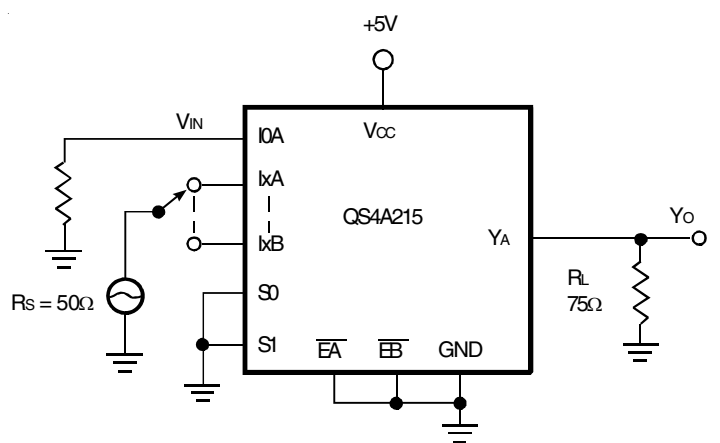 +5V
VIN
I0A
VCC
IxA
QS4A215
IxB
YA
YO
S0
RS = 50Ω
RL
75Ω
S1
EA
EB
GND